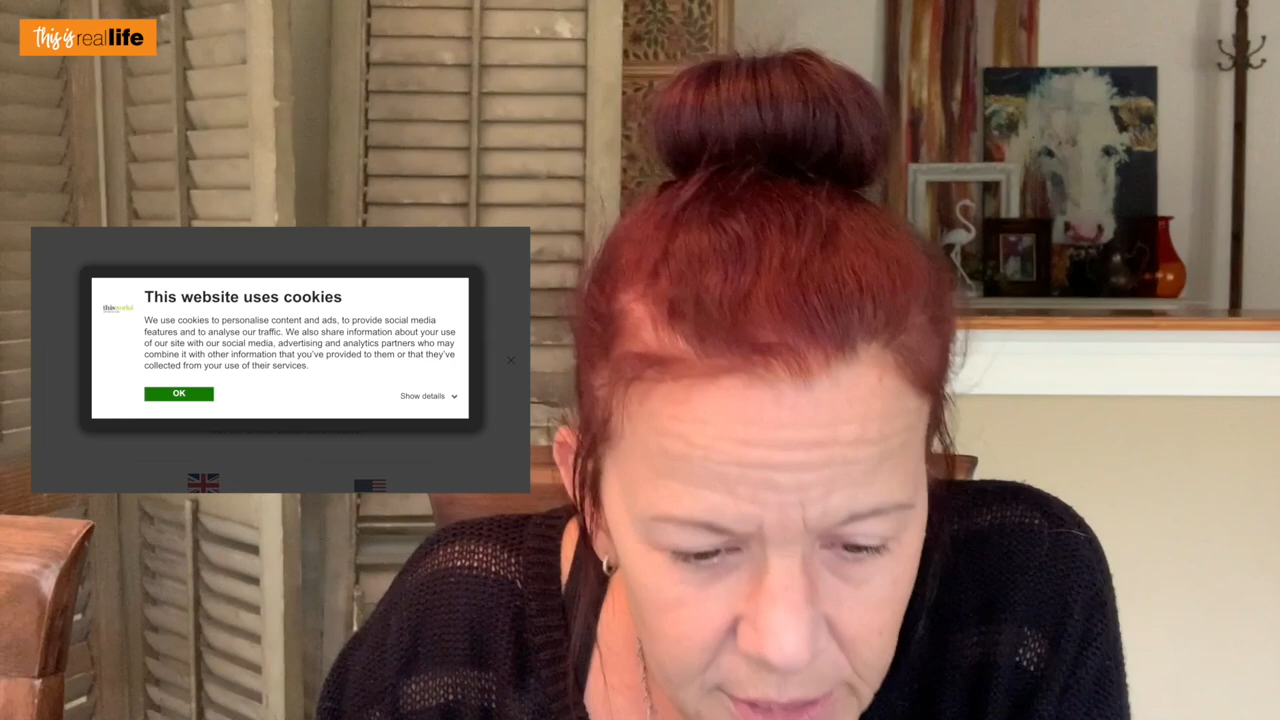 this is real life
This website uses cookies
this works
We use cookies to personalise content and ads, to provide social media
features and to analyse our traffic. We also share information about your use
of our site with our social media, advertising and analytics partners who may
combine it with other information that you've provided to them or that they've
collected from your use of their services.
OK
Show details